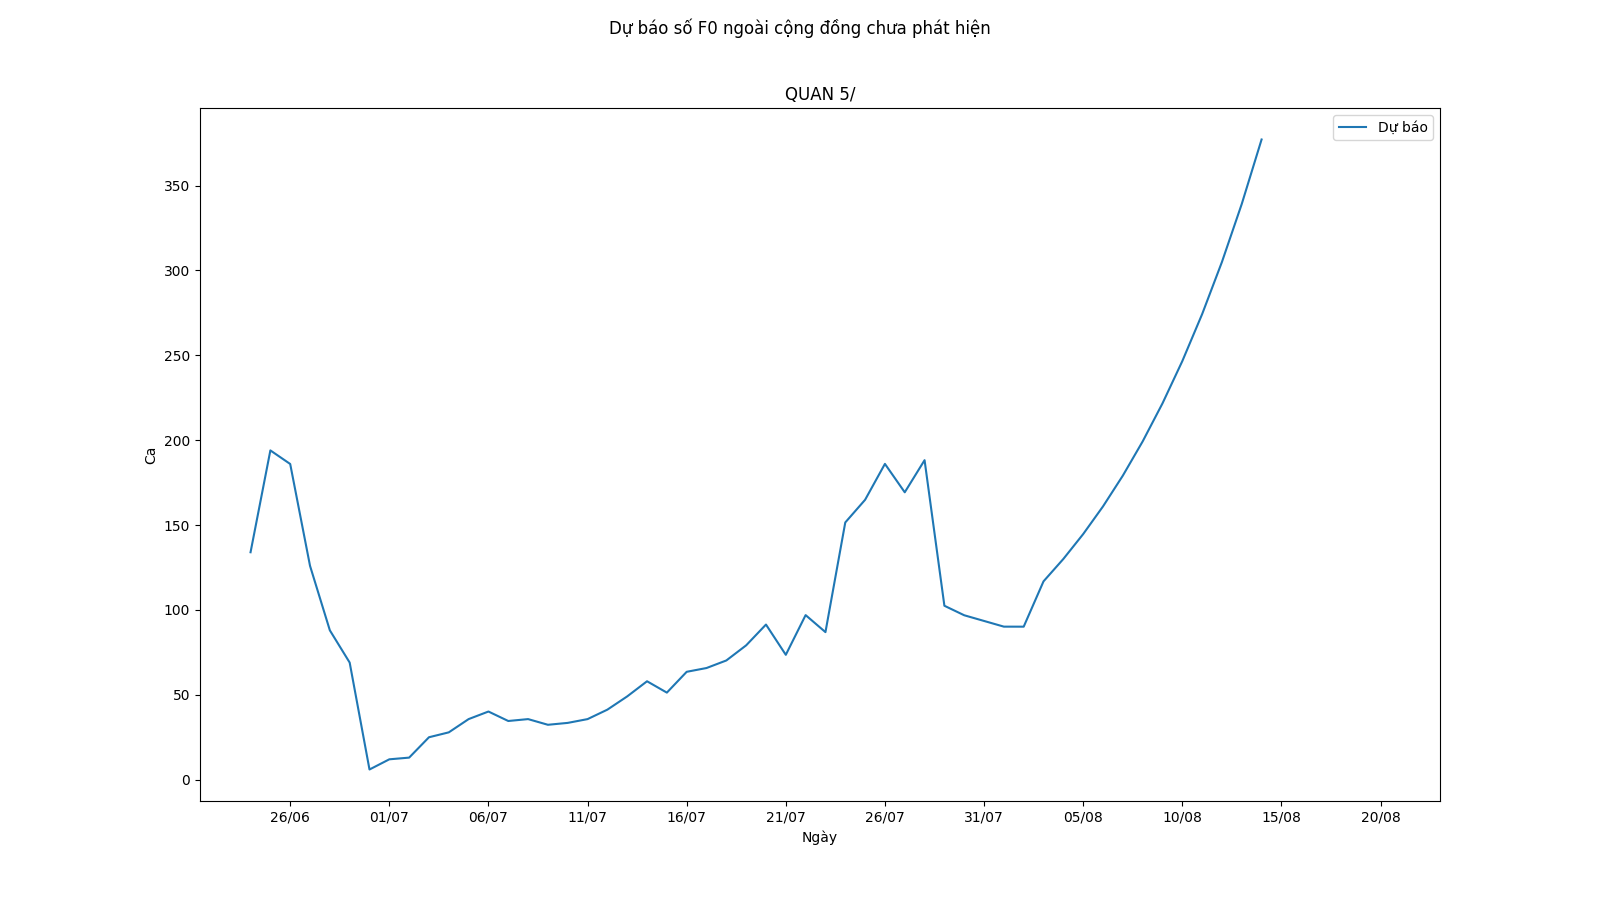 Dự báo số F0 ngoài cộng đồng chưa phát hiện
QUAN 5/
Dự báo
350
300
250
200
150
100
50
0
Ca
26/06 01/07 06/07 11/07 16/07 21/07 26/07 31/07 05/08 10/08 15/08 20/08
Ngày